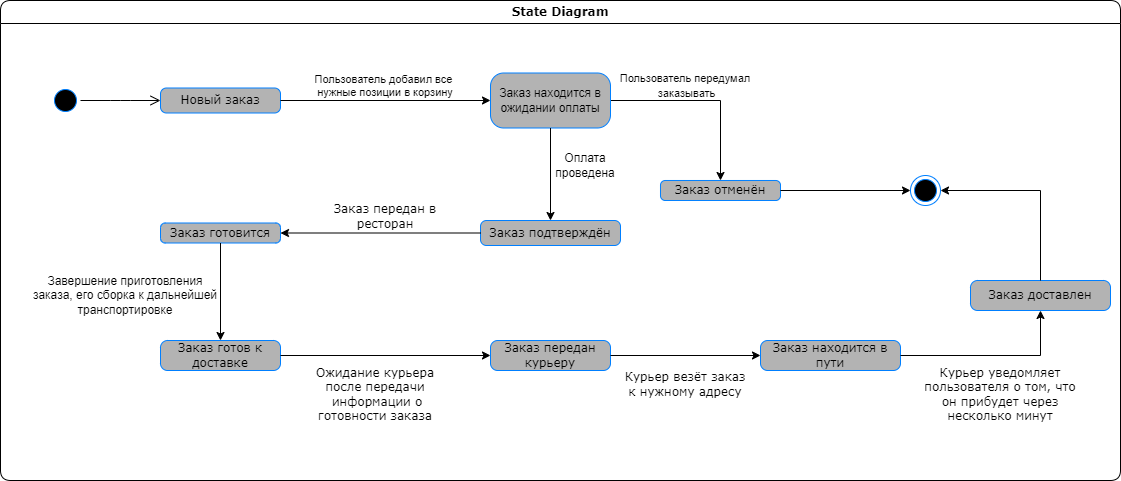 State Diagram
Новый заказ
Пользователь добавил все
нужные позиции в корзину
Заказ находится в
ожидании оплаты
Пользователь передумал
заказывать
Оплата
проведена
Заказ отменён
Заказ подтверждён
Заказ передан в
ресторан
Заказ готовится
Завершение приготовления
заказа, его сборка к дальнейшей
транспортировке
Заказ готов к
доставке
Ожидание курьера
после передачи
информации о
готовности заказа
Заказ передан
курьеру
Курьер везёт заказ
к нужному адресу
Заказ находится в
пути
Курьер уведомляет
пользователя о том, что
он прибудет через
несколько минут
Заказ доставлен